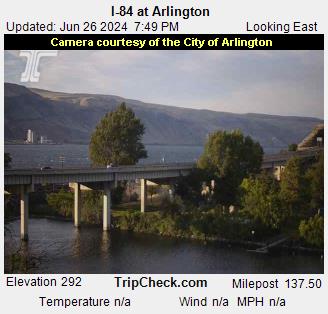 I-84 at Arlington
Updated: Jun 26 2024 7:49 PM Looking East
Camera courtesy of the City of Arlington
Elevation 292 TripCheck.com Milepost 137.50
Temperature n/a Wind n/a MPH n/a